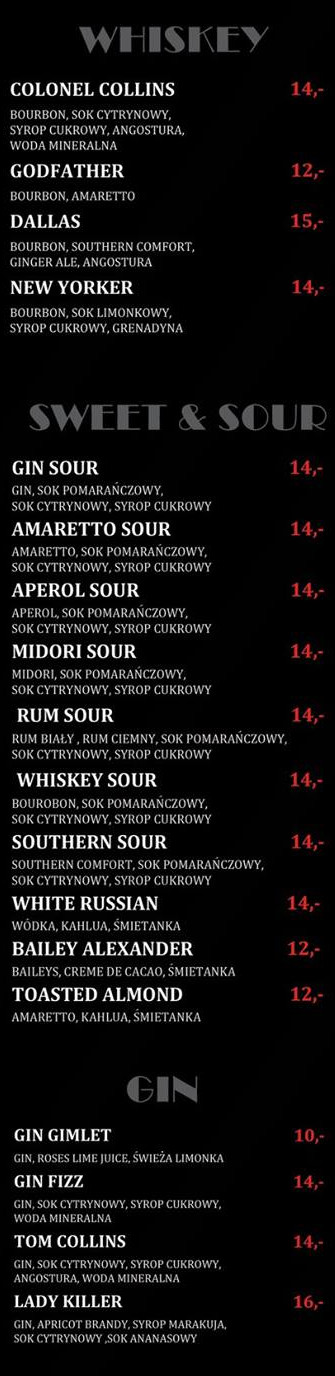 WHISKEY
COLONEL COLLINS 14,-
BOURBON, SOK CYTRYNOWY,
SYROP CUKROWY, ANGOSTURA,
WODA MINERALNA
GODFATHER 12,-
BOURBON, AMARETTO
DALLAS 15,-
BOURBON, SOUTHERN COMFORT,
GINGER ALE, ANGOSTURA
NEW YORKER 14,-
BOURBON, SOK LIMONKOWY,
SYROP CUKROWY, GRENADYNA
SWEET & SOUR
GIN SOUR 14,-
GIN, SOK POMARAŃCZOWY,
SOK CYTRYNOWY, SYROP CUKROWY
AMARETTO SOUR 14,-
AMARETTO, SOK POMARAŃCZOWY,
SOK CYTRYNOWY, SYROP CUKROWY
APEROL SOUR 14,-
APEROL, SOK POMARAŃCZOWY,
SOK CYTRYNOWY, SYROP CUKROWY
MIDORI SOUR 14,-
MIDORI, SOK POMARAŃCZOWY,
SOK CYTRYNOWY, SYROP CUKROWY
RUM SOUR 14,-
RUM BIAŁY , RUM CIEMNY, SOK POMARAŃCZOWY,
SOK CYTRYNOWY, SYROP CUKROWY
WHISKEY SOUR 14,-
BOUROBON, SOK POMARAŃCZOWY,
SOK CYTRYNOWY, SYROP CUKROWY
SOUTHERN SOUR 14,-
SOUTHERN COMFORT, SOK POMARAŃCZOWY,
SOK CYTRYNOWY, SYROP CUKROWY
WHITE RUSSIAN 14,-
WÓDKA, KAHLUA, ŚMIETANKA
BAILEY ALEXANDER 12,-
BAILEYS, CREME DE CACAO, ŚMIETANKA
TOASTED ALMOND 12,-
AMARETTO, KAHLUA, ŚMIETANKA
GIN
GIN GIMLET 10,-
GIN, ROSES LIME JUICE, ŚWIEŻA LIMONKA
GIN FIZZ 14,-
GIN, SOK CYTRYNOWY, SYROP CUKROWY,
WODA MINERALNA
TOM COLLINS 14,-
GIN, SOK CYTRYNOWY, SYROP CUKROWY,
ANGOSTURA, WODA MINERALNA
LADY KILLER 16,-
GIN, APRICOT BRANDY, SYROP MARAKUJA,
SOK CYTRYNOWY ,SOK ANANASOWY